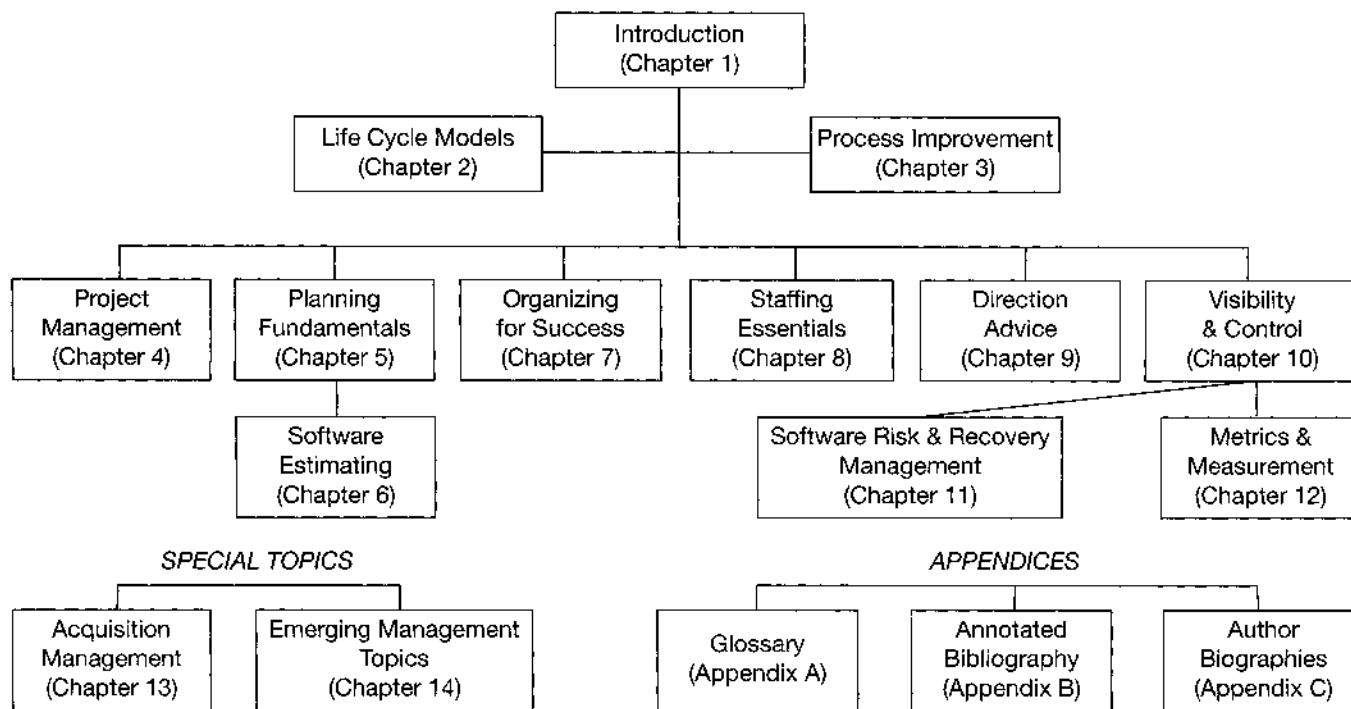 Introduction
(Chapter 1)
Life Cycle Models
(Chapter 2)
Process Improvement
(Chapter 3)
Project
Management
(Chapter 4)
Planning
Fundamentals
(Chapter 5)
Organizing
for Success
(Chapter 7)
Staffing
Essentials
(Chapter 8)
Direction
Advice
(Chapter 9)
Visibility
& Control
(Chapter 10)
Software
Estimating
(Chapter 6)
Software Risk & Recovery
Management
(Chapter 11)
Metrics &
Measurement
(Chapter 12)
SPECIAL TOPICS
Acquisition
Management
(Chapter 13)
Emerging Management
Topics
(Chapter 14)
APPENDICES
Glossary
(Appendix A)
Annotated
Bibliography
(Appendix B)
Author
Biographies
(Appendix C)